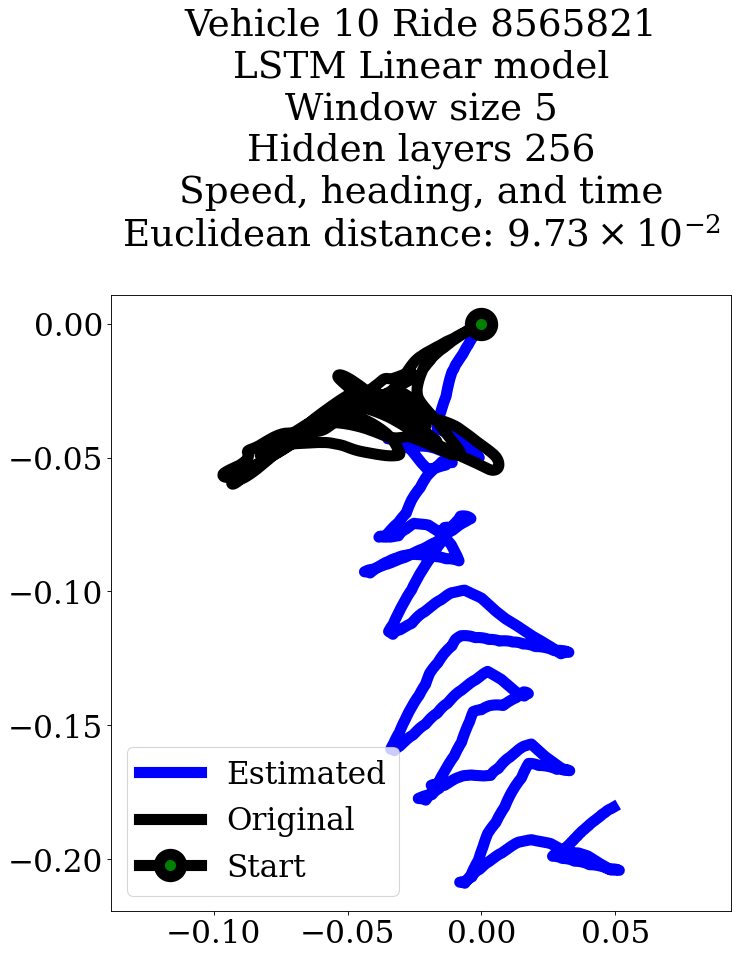 Vehicle 10 Ride 8565821
LSTM Linear model
Window size 5
Hidden layers 256
Speed, heading, and time
Euclidean distance: 9.73 × 10⁻²
0.00
−0.05
−0.10
−0.15
−0.20
Estimated
Original
Start
−0.10 −0.05 0.00 0.05